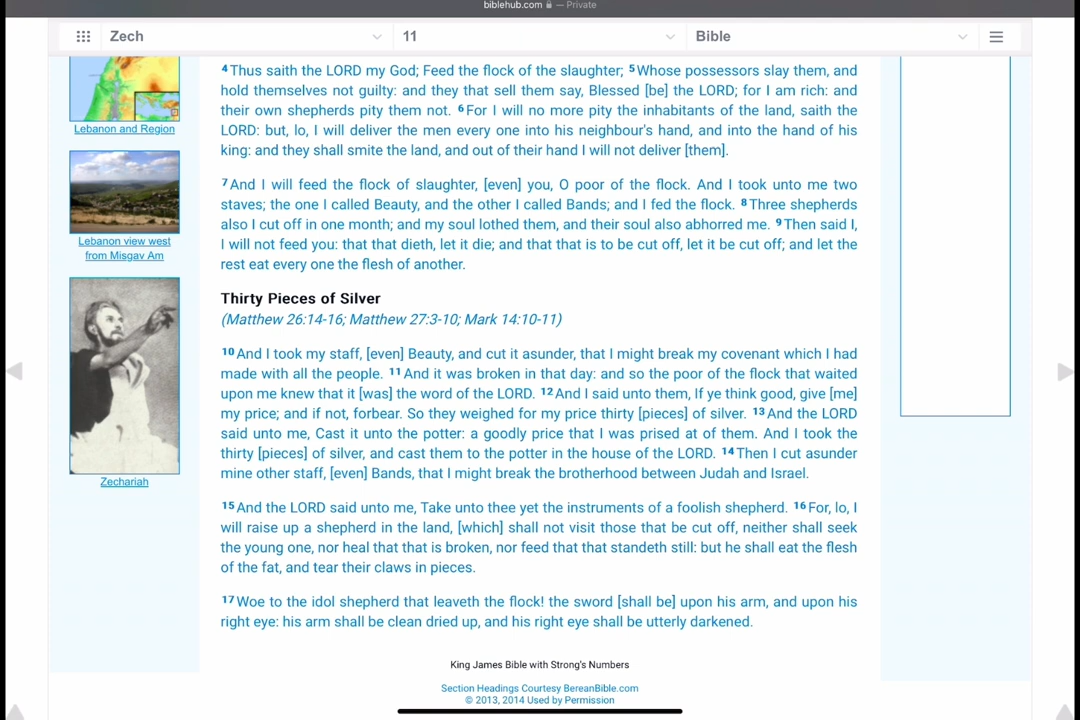 biblehub.com — Private
Zech
11
Bible
Lebanon and Region
Lebanon view west
from Misgav Am
Zechariah
4 Thus saith the LORD my God; Feed the flock of the slaughter; 5 Whose possessors slay them, and
hold themselves not guilty: and they that sell them say, Blessed [be] the LORD; for I am rich: and
their own shepherds pity them not. 6 For I will no more pity the inhabitants of the land, saith the
LORD: but, lo, I will deliver the men every one into his neighbour's hand, and into the hand of his
king: and they shall smite the land, and out of their hand I will not deliver [them].
7 And I will feed the flock of slaughter, [even] you, O poor of the flock. And I took unto me two
staves; the one I called Beauty, and the other I called Bands; and I fed the flock. 8 Three shepherds
also I cut off in one month; and my soul lothed them, and their soul also abhorred me. 9 Then said I,
I will not feed you: that that dieth, let it die; and that that is to be cut off, let it be cut off; and let the
rest eat every one the flesh of another.
Thirty Pieces of Silver
(Matthew 26:14-16; Matthew 27:3-10; Mark 14:10-11)
10 And I took my staff, [even] Beauty, and cut it asunder, that I might break my covenant which I had
made with all the people. 11 And it was broken in that day: and so the poor of the flock that waited
upon me knew that it [was] the word of the LORD. 12 And I said unto them, If ye think good, give [me]
my price; and if not, forbear. So they weighed for my price thirty [pieces] of silver. 13 And the LORD
said unto me, Cast it unto the potter: a goodly price that I was prised at of them. And I took the
thirty [pieces] of silver, and cast them to the potter in the house of the LORD. 14 Then I cut asunder
mine other staff, [even] Bands, that I might break the brotherhood between Judah and Israel.
15 And the LORD said unto me, Take unto thee yet the instruments of a foolish shepherd. 16 For, lo, I
will raise up a shepherd in the land, [which] shall not visit those that be cut off, neither shall seek
the young one, nor heal that that is broken, nor feed that that standeth still: but he shall eat the flesh
of the fat, and tear their claws in pieces.
17 Woe to the idol shepherd that leaveth the flock! the sword [shall be] upon his arm, and upon his
right eye: his arm shall be clean dried up, and his right eye shall be utterly darkened.
King James Bible with Strong's Numbers
Section Headings Courtesy BereanBible.com
© 2013, 2014 Used by Permission